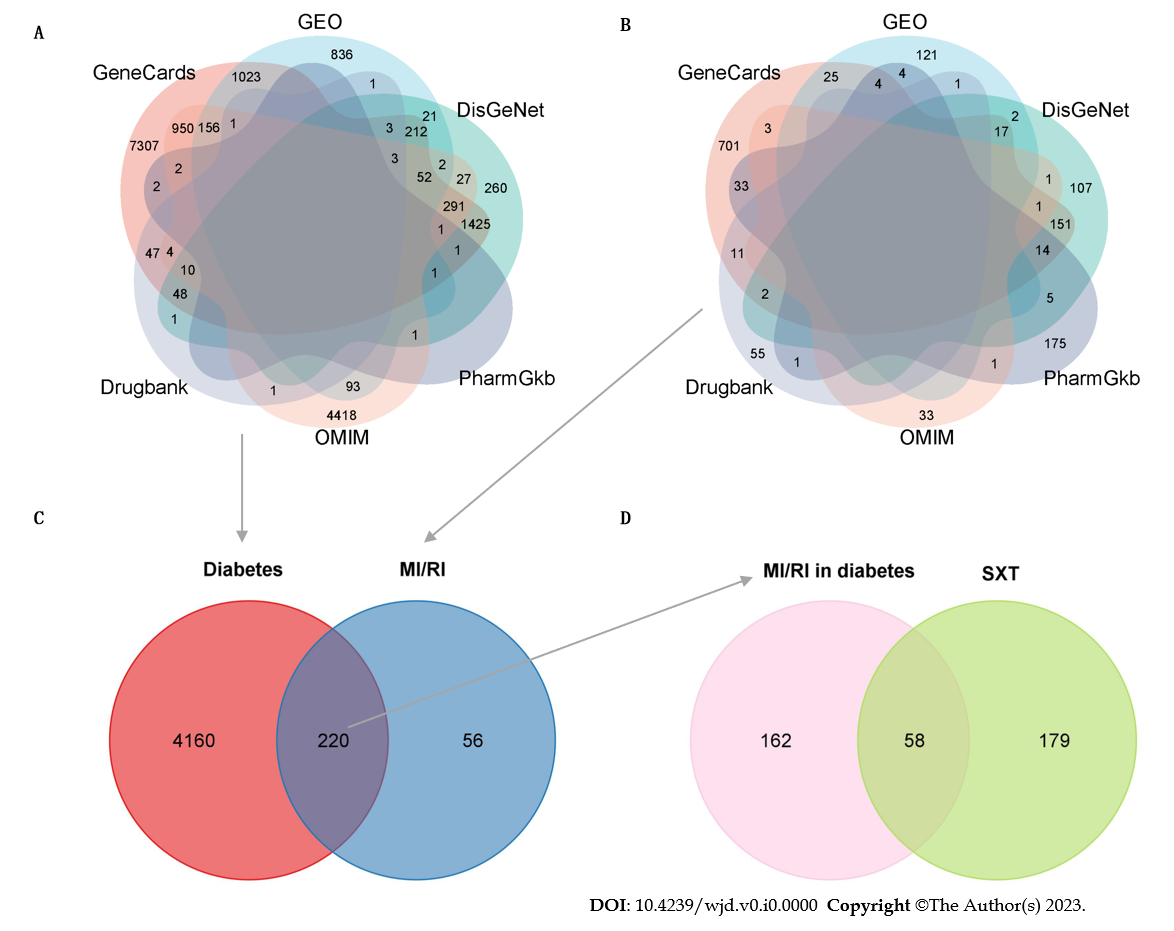 A
GEO
836
GeneCards
1023
1
DisGeNet
21
950 156 1
3 212
7307
3 2
2
52 27
2
260
291
1425
1
47 4
1
10
1
48
1
1
PharmGkb
Drugbank
1
93
4418
OMIM
B
GEO
121
GeneCards
25
4
4
1
DisGeNet
2
3
17
701
33
1
107
1
151
11
14
2
5
175
55
1
1
PharmGkb
Drugbank
33
OMIM
C
Diabetes
MI/RI
4160
220
56
D
MI/RI in diabetes
SXT
162
58
179
DOI: 10.4239/wjd.v0.i0.0000 Copyright ©The Author(s) 2023.